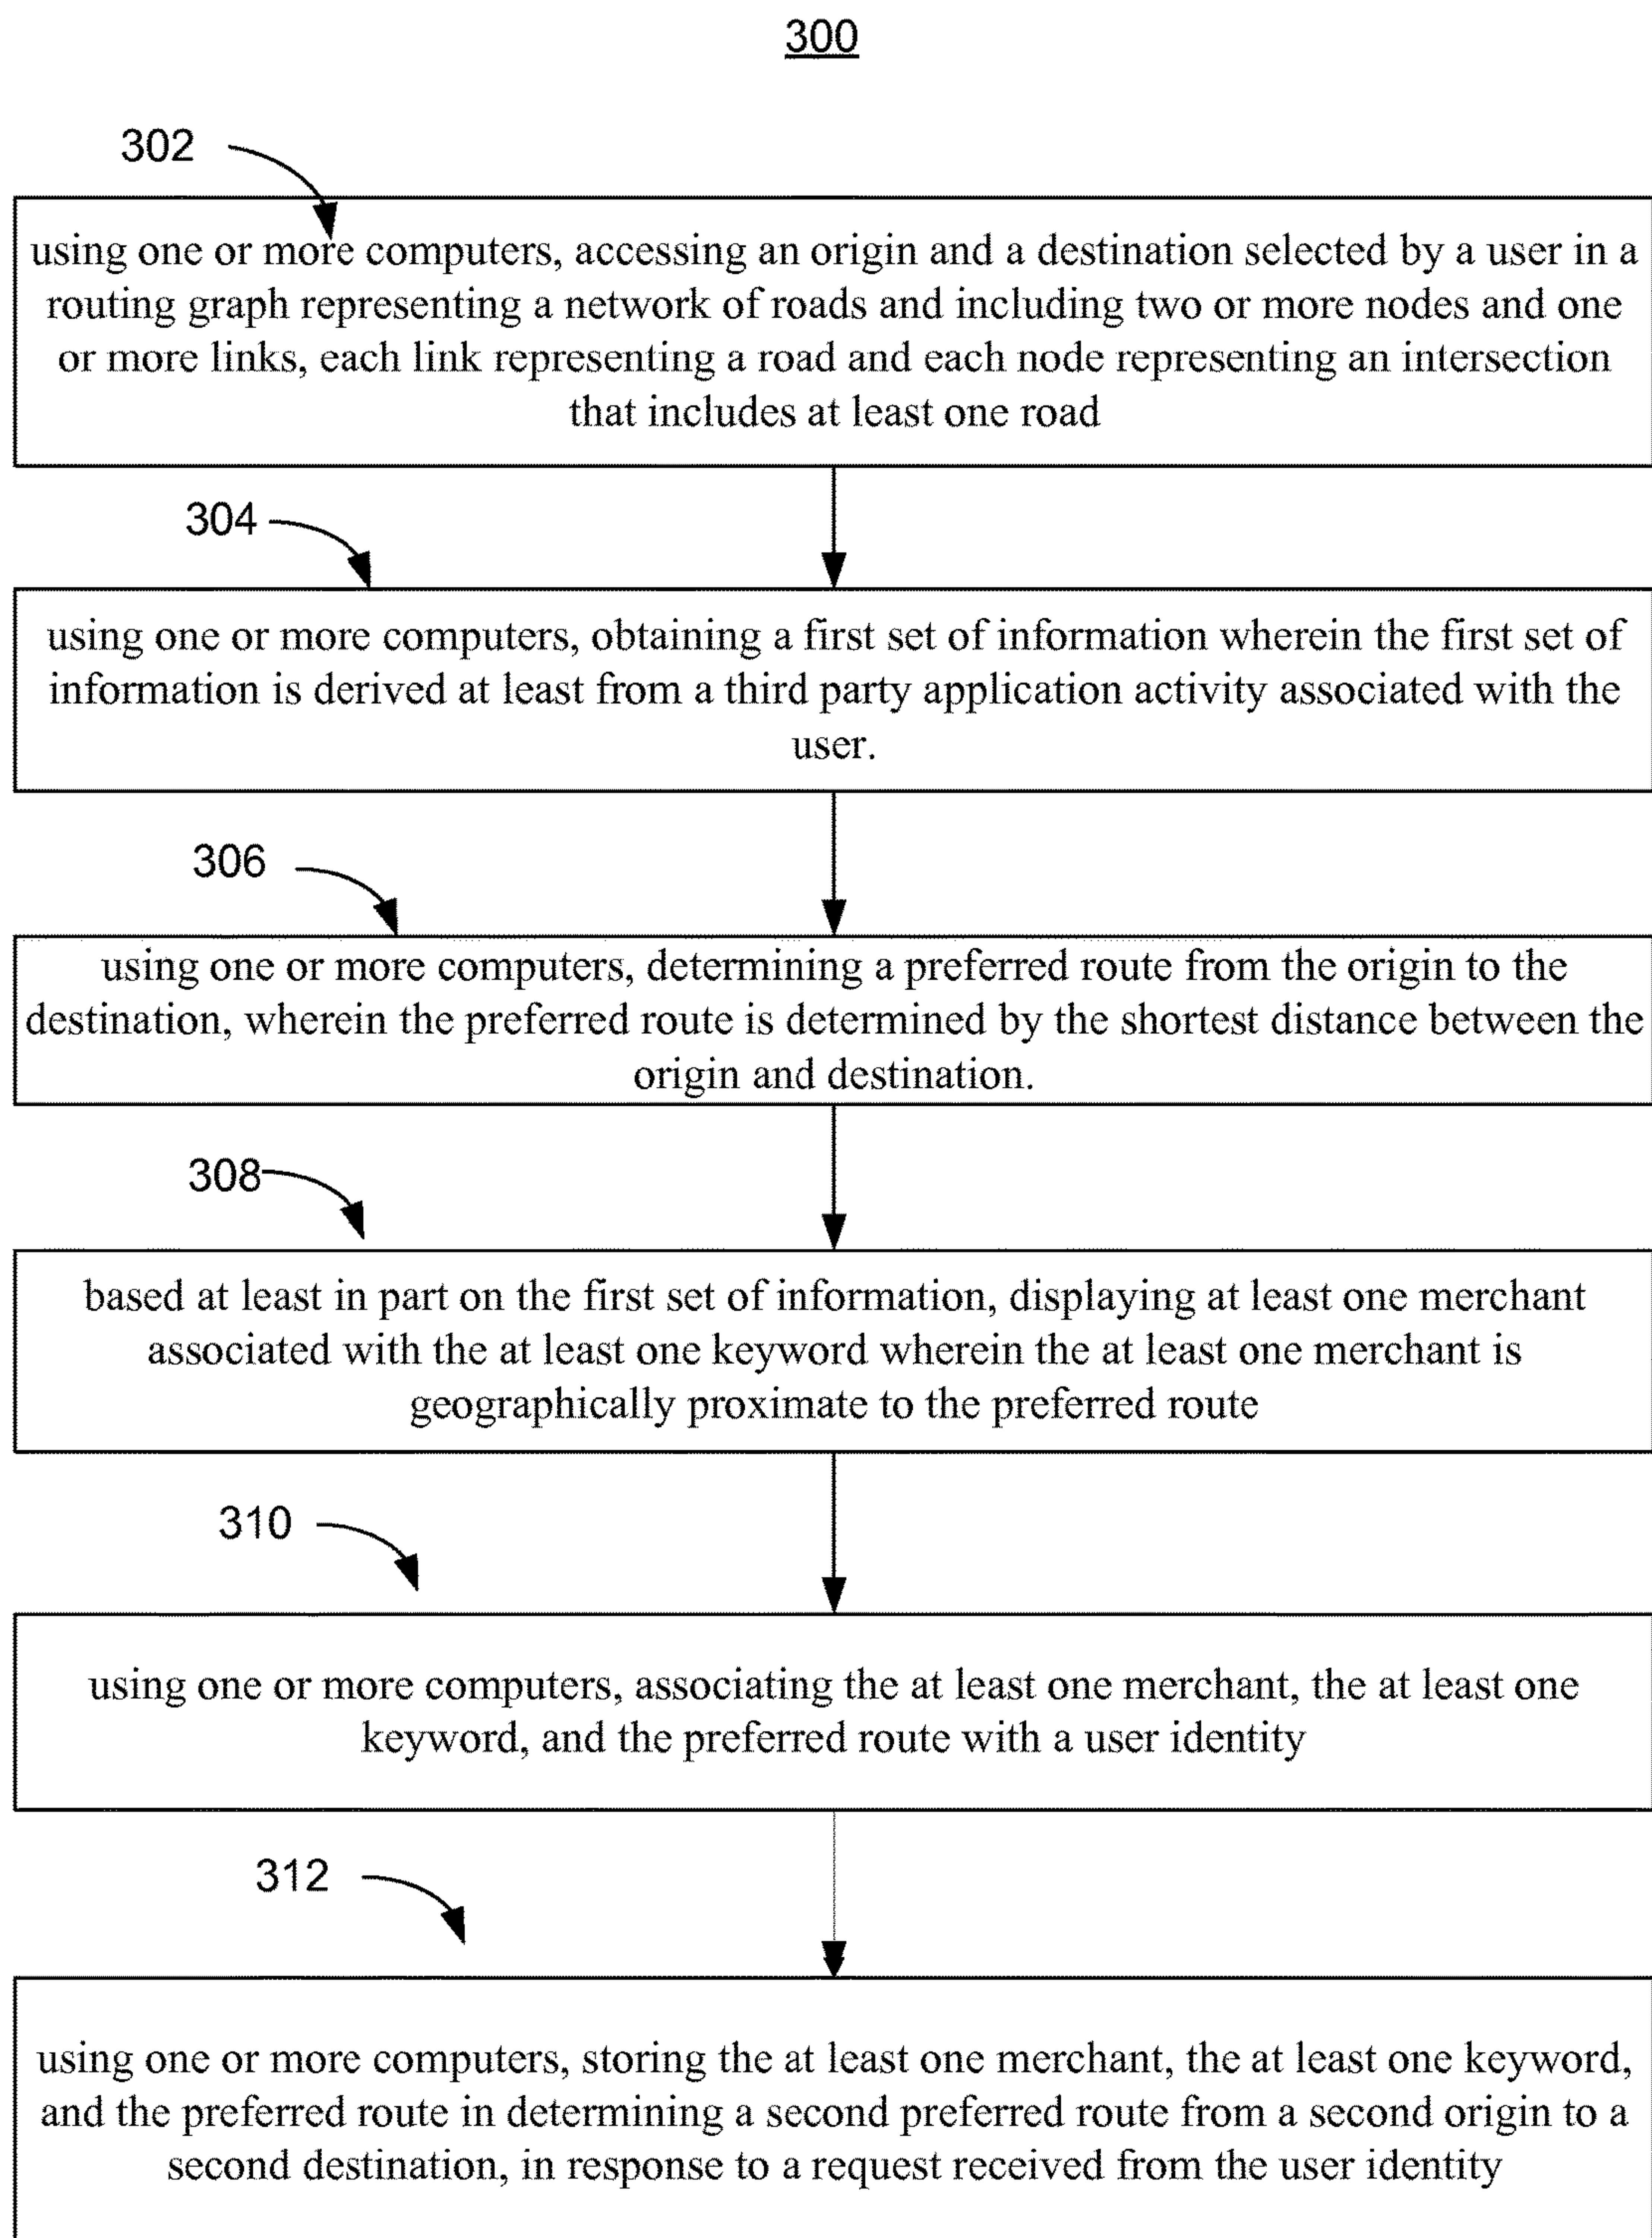 300
302
using one or more computers, accessing an origin and a destination selected by a user in a
routing graph representing a network of roads and including two or more nodes and one
or more links, each link representing a road and each node representing an intersection
that includes at least one road
304
using one or more computers, obtaining a first set of information wherein the first set of
information is derived at least from a third party application activity associated with the
user.
306
using one or more computers, determining a preferred route from the origin to the
destination, wherein the preferred route is determined by the shortest distance between the
origin and destination.
308
based at least in part on the first set of information, displaying at least one merchant
associated with the at least one keyword wherein the at least one merchant is
geographically proximate to the preferred route
310
using one or more computers, associating the at least one merchant, the at least one
keyword, and the preferred route with a user identity
312
using one or more computers, storing the at least one merchant, the at least one keyword,
and the preferred route in determining a second preferred route from a second origin to a
second destination, in response to a request received from the user identity